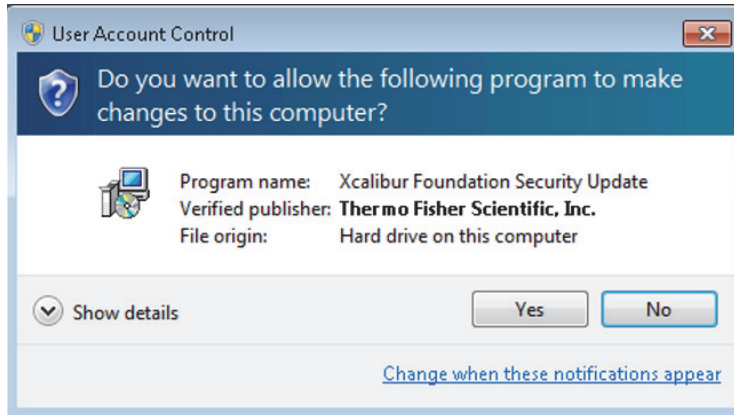 User Account Control
Do you want to allow the following program to make
changes to this computer?
Program name: Xcalibur Foundation Security Update
Verified publisher: Thermo Fisher Scientific, Inc.
File origin: Hard drive on this computer
Show details
Yes
No
Change when these notifications appear